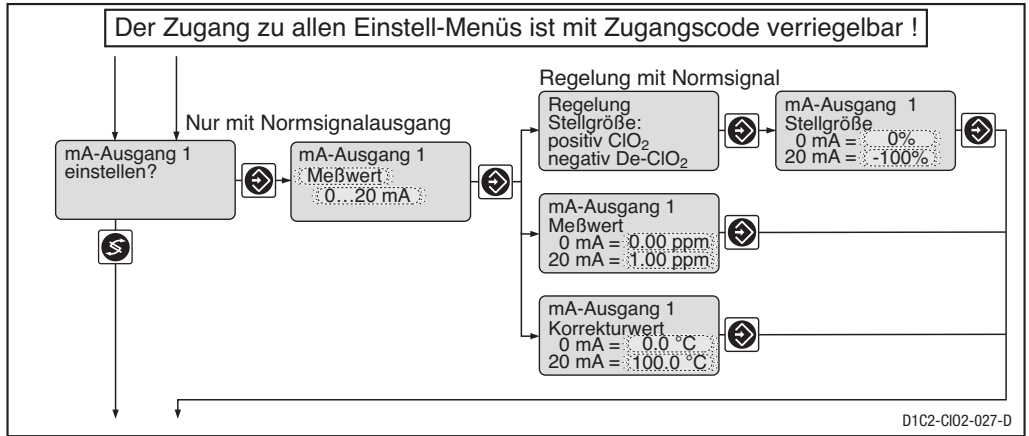 Der Zugang zu allen Einstell-Menüs ist mit Zugangscode verriegelbar !
Nur mit Normsignalausgang
Regelung mit Normsignal
mA-Ausgang 1
einstellen?
mA-Ausgang 1
Meßwert
0...20 mA
Regelung
Stellgröße:
positiv ClO₂
negativ De-ClO₂
mA-Ausgang 1
Stellgröße
0 mA = 0%
20 mA = -100%
mA-Ausgang 1
Meßwert
0 mA = 0.00 ppm
20 mA = 1.00 ppm
mA-Ausgang 1
Korrekturwert
0 mA = 0.0 °C
20 mA = 100.0 °C
D1C2-ClO2-027-D